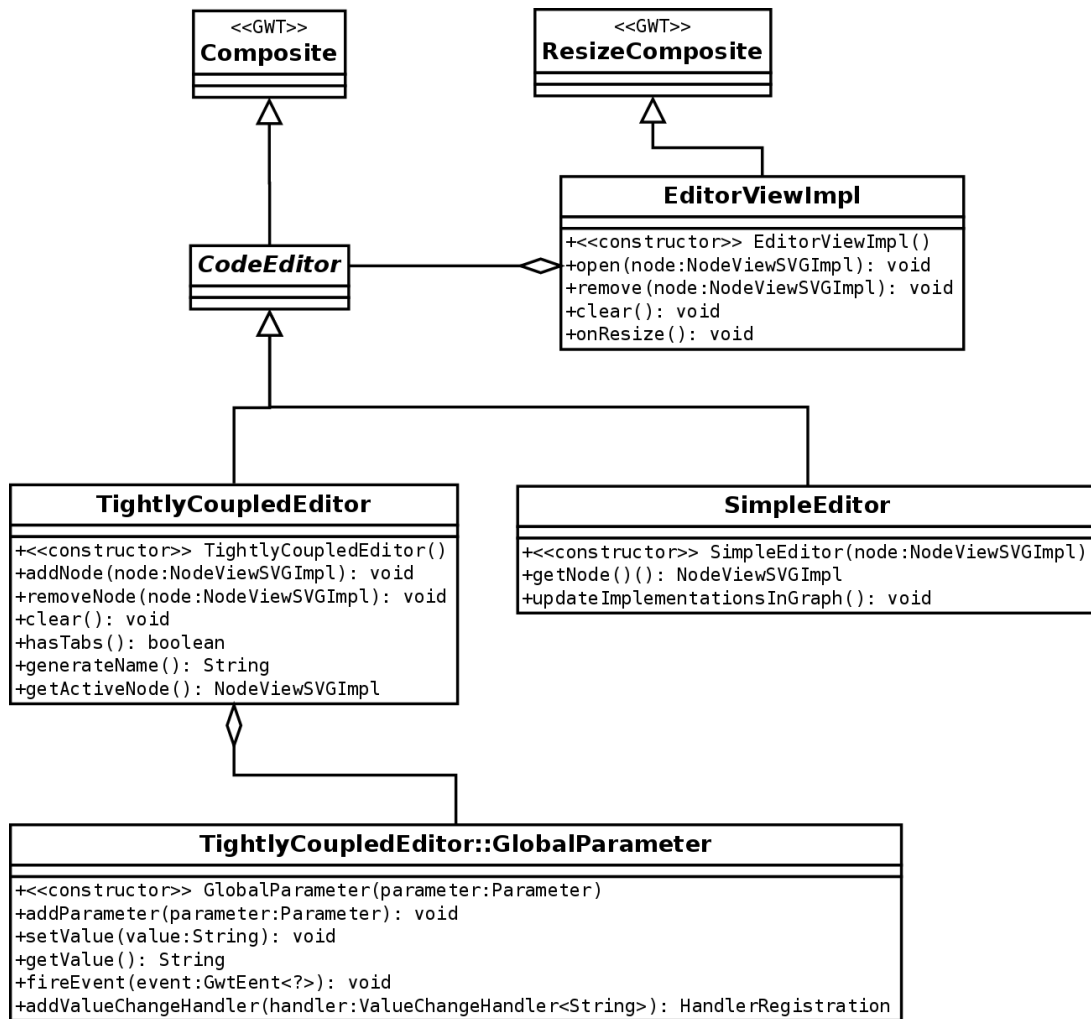 <<GWT>>
Composite
<<GWT>>
ResizeComposite
EditorViewImpl
+<<constructor>> EditorViewImpl()
+open(node:NodeViewSVGImpl): void
+remove(node:NodeViewSVGImpl): void
+clear(): void
+onResize(): void
CodeEditor
TightlyCoupledEditor
+<<constructor>> TightlyCoupledEditor()
+addNode(node:NodeViewSVGImpl): void
+removeNode(node:NodeViewSVGImpl): void
+clear(): void
+hasTabs(): boolean
+generateName(): String
+getActiveNode(): NodeViewSVGImpl
SimpleEditor
+<<constructor>> SimpleEditor(node:NodeViewSVGImpl)
+getNode()(): NodeViewSVGImpl
+updateImplementationsInGraph(): void
TightlyCoupledEditor::GlobalParameter
+<<constructor>> GlobalParameter(parameter:Parameter)
+addParameter(parameter:Parameter): void
+setValue(value:String): void
+getValue(): String
+fireEvent(event:GwtEent<?>): void
+addValueChangeHandler(handler:ValueChangeHandler<String>): HandlerRegistration